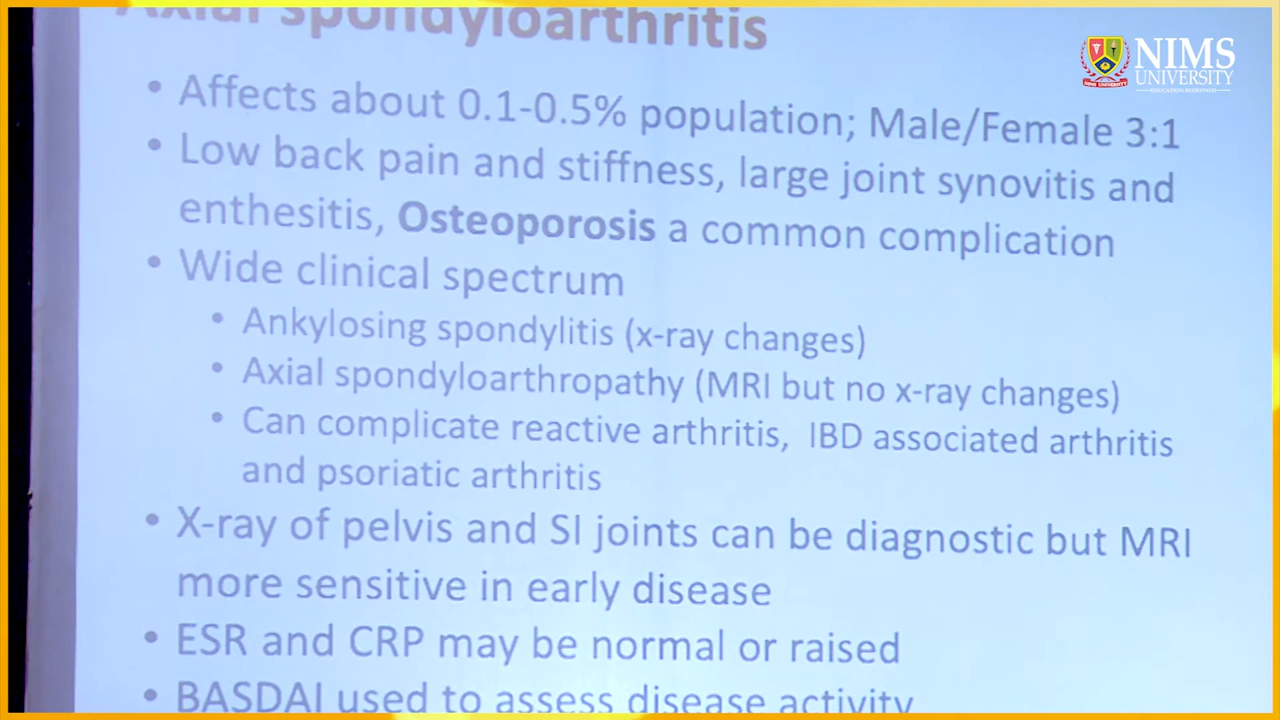 Axial spondyloarthritis
NIMS
UNIVERSITY
• Affects about 0.1-0.5% population; Male/Female 3:1
• Low back pain and stiffness, large joint synovitis and
enthesitis, Osteoporosis a common complication
• Wide clinical spectrum
• Ankylosing spondylitis (x-ray changes)
• Axial spondyloarthropathy (MRI but no x-ray changes)
• Can complicate reactive arthritis, IBD associated arthritis
and psoriatic arthritis
• X-ray of pelvis and SI joints can be diagnostic but MRI
more sensitive in early disease
• ESR and CRP may be normal or raised
• BASDAI used to assess disease activity